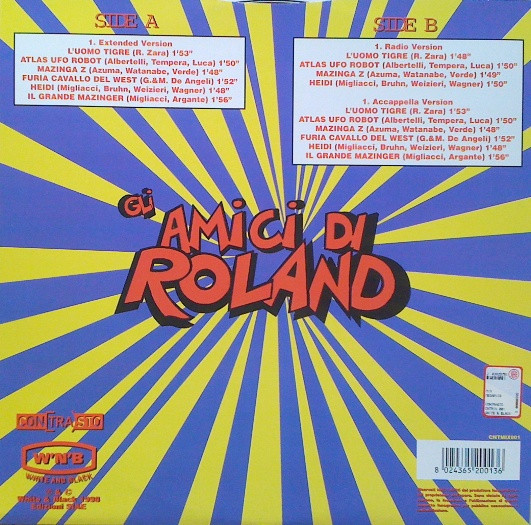 SIDE A
1. Extended Version
L'UOMO TIGRE (R. Zara) 1'53"
ATLAS UFO ROBOT (Albertelli, Tempera, Luca) 1'50"
MAZINGA Z (Azuma, Watanabe, Verde) 1'48"
FURIA CAVALLO DEL WEST (G.&M. De Angeli) 1'52"
HEIDI (Migliacci, Bruhn, Weizieri, Wagner) 1'48"
IL GRANDE MAZINGER (Migliacci, Argante) 1'56"
SIDE B
1. Radio Version
L'UOMO TIGRE (R. Zara) 1'48"
ATLAS UFO ROBOT (Albertelli, Tempera, Luca) 1'50"
MAZINGA Z (Azuma, Watanabe, Verde) 1'49"
HEIDI (Migliacci, Bruhn, Weizieri, Wagner) 1'50"
1. Accappella Version
L'UOMO TIGRE (R. Zara) 1'53"
ATLAS UFO ROBOT (Albertelli, Tempera, Luca) 1'50"
MAZINGA Z (Azuma, Watanabe, Verde) 1'48"
FURIA CAVALLO DEL WEST (G.&M. De Angeli) 1'52"
HEIDI (Migliacci, Bruhn, Weizieri, Wagner) 1'48"
IL GRANDE MAZINGER (Migliacci, Argante) 1'56"
GLI
AMICI DI
ROLAND
CONTRASTO
W'N'B
WHITE AND BLACK
White & Black 1998
Edizioni
CNTMIX001
8 024365 200136